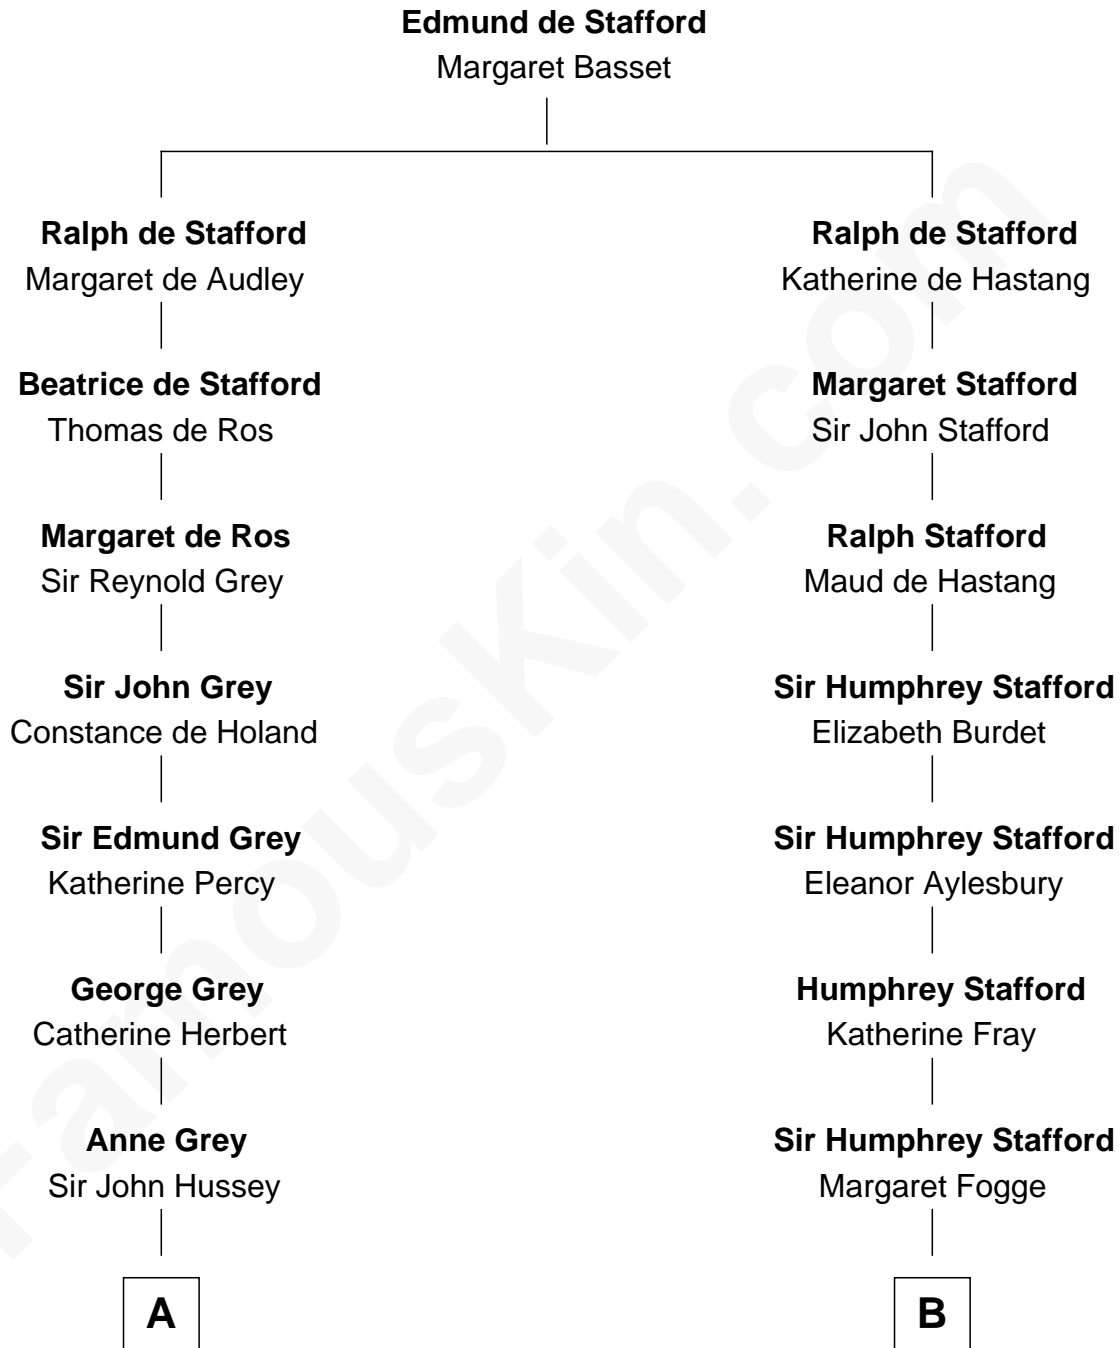 Edmund de Stafford
Margaret Basset
Ralph de Stafford
Margaret de Audley
Ralph de Stafford
Katherine de Hastang
Beatrice de Stafford
Thomas de Ros
Margaret Stafford
Sir John Stafford
Margaret de Ros
Sir Reynold Grey
Ralph Stafford
Maud de Hastang
Sir John Grey
Constance de Holand
Sir Humphrey Stafford
Elizabeth Burdet
Sir Edmund Grey
Katherine Percy
Sir Humphrey Stafford
Eleanor Aylesbury
George Grey
Catherine Herbert
Humphrey Stafford
Katherine Fray
Anne Grey
Sir John Hussey
Sir Humphrey Stafford
Margaret Fogge
A
B
FamousKin.com